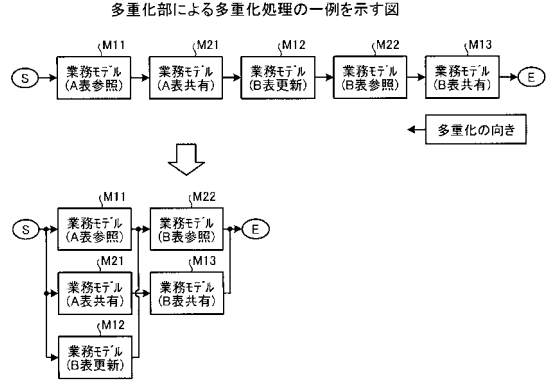 多重化部による多重化処理の一例を示す図
M11
M21
M12
M22
M13
S
業務モデル
(A表参照)
業務モデル
(A表共有)
業務モデル
(B表更新)
業務モデル
(B表参照)
業務モデル
(B表共有)
E
多重化の向き
M11
M22
S
業務モデル
(A表参照)
業務モデル
(B表参照)
E
M21
M13
業務モデル
(A表共有)
業務モデル
(B表共有)
M12
業務モデル
(B表更新)